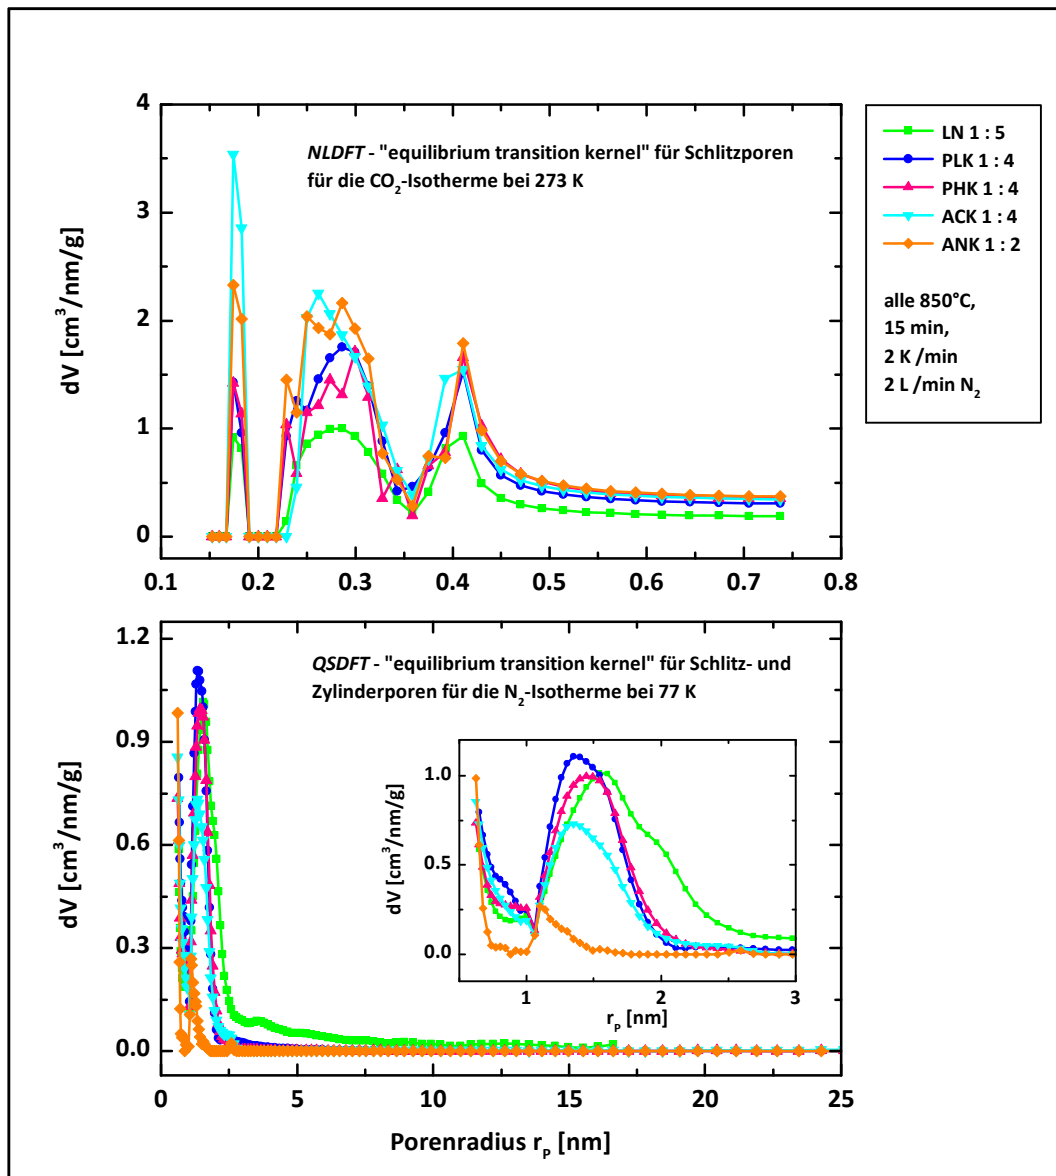 4
3
2
1
0
dV [cm³/nm/g]
NLDFT - "equilibrium transition kernel" für Schlitzporen
für die CO₂-Isotherme bei 273 K
0.1 0.2 0.3 0.4 0.5 0.6 0.7 0.8
LN 1 : 5
PLK 1 : 4
PHK 1 : 4
ACK 1 : 4
ANK 1 : 2
alle 850°C,
15 min,
2 K /min
2 L /min N₂
1.2
0.9
0.6
0.3
0.0
dV [cm³/nm/g]
QSDFT - "equilibrium transition kernel" für Schlitz- und
Zylinderporen für die N₂-Isotherme bei 77 K
1.0
0.5
0.0
dV [cm³/nm/g]
1 2 3
rₚ [nm]
0 5 10 15 20 25
Porenradius rₚ [nm]